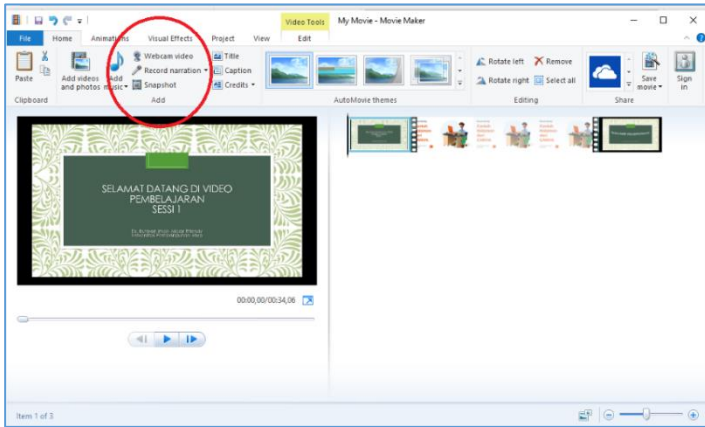 Video Tools
My Movie - Movie Maker
File
Home
Animations
Visual Effects
Project
View
Edit
Paste
Clipboard
Add videos and photos
Add music
Webcam video
Record narration
Snapshot
Title
Caption
Credits
Add
AutoMovie themes
Rotate left
Rotate right
Remove
Select all
Editing
Share
Save movie
Sign in
SELAMAT DATANG DI VIDEO
PEMBELAJARAN
SESSI 1
00:00,00/00:34,06
Item 1 of 3